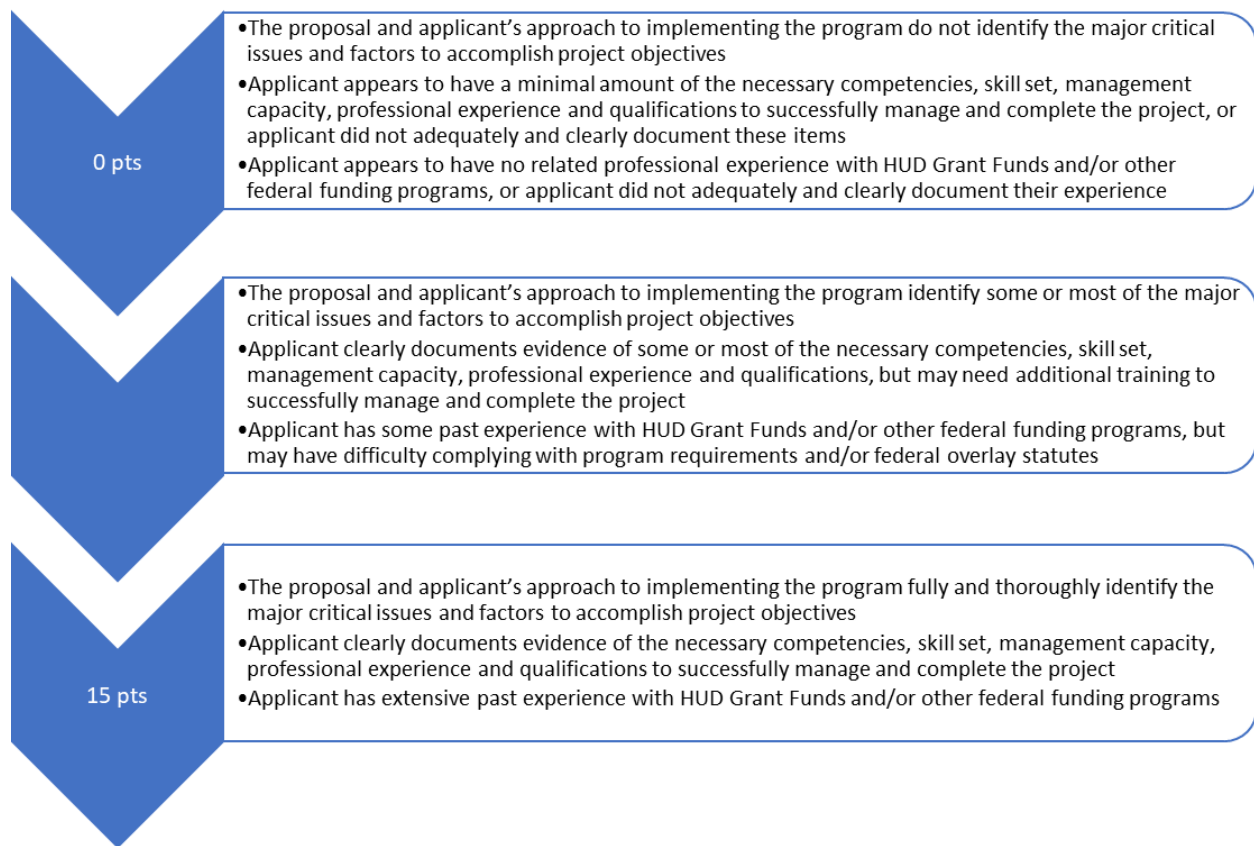 0 pts
•The proposal and applicant’s approach to implementing the program do not identify the major critical
issues and factors to accomplish project objectives
•Applicant appears to have a minimal amount of the necessary competencies, skill set, management
capacity, professional experience and qualifications to successfully manage and complete the project, or
applicant did not adequately and clearly document these items
•Applicant appears to have no related professional experience with HUD Grant Funds and/or other
federal funding programs, or applicant did not adequately and clearly document their experience
•The proposal and applicant’s approach to implementing the program identify some or most of the major
critical issues and factors to accomplish project objectives
•Applicant clearly documents evidence of some or most of the necessary competencies, skill set,
management capacity, professional experience and qualifications, but may need additional training to
successfully manage and complete the project
•Applicant has some past experience with HUD Grant Funds and/or other federal funding programs, but
may have difficulty complying with program requirements and/or federal overlay statutes
15 pts
•The proposal and applicant’s approach to implementing the program fully and thoroughly identify the
major critical issues and factors to accomplish project objectives
•Applicant clearly documents evidence of the necessary competencies, skill set, management capacity,
professional experience and qualifications to successfully manage and complete the project
•Applicant has extensive past experience with HUD Grant Funds and/or other federal funding programs